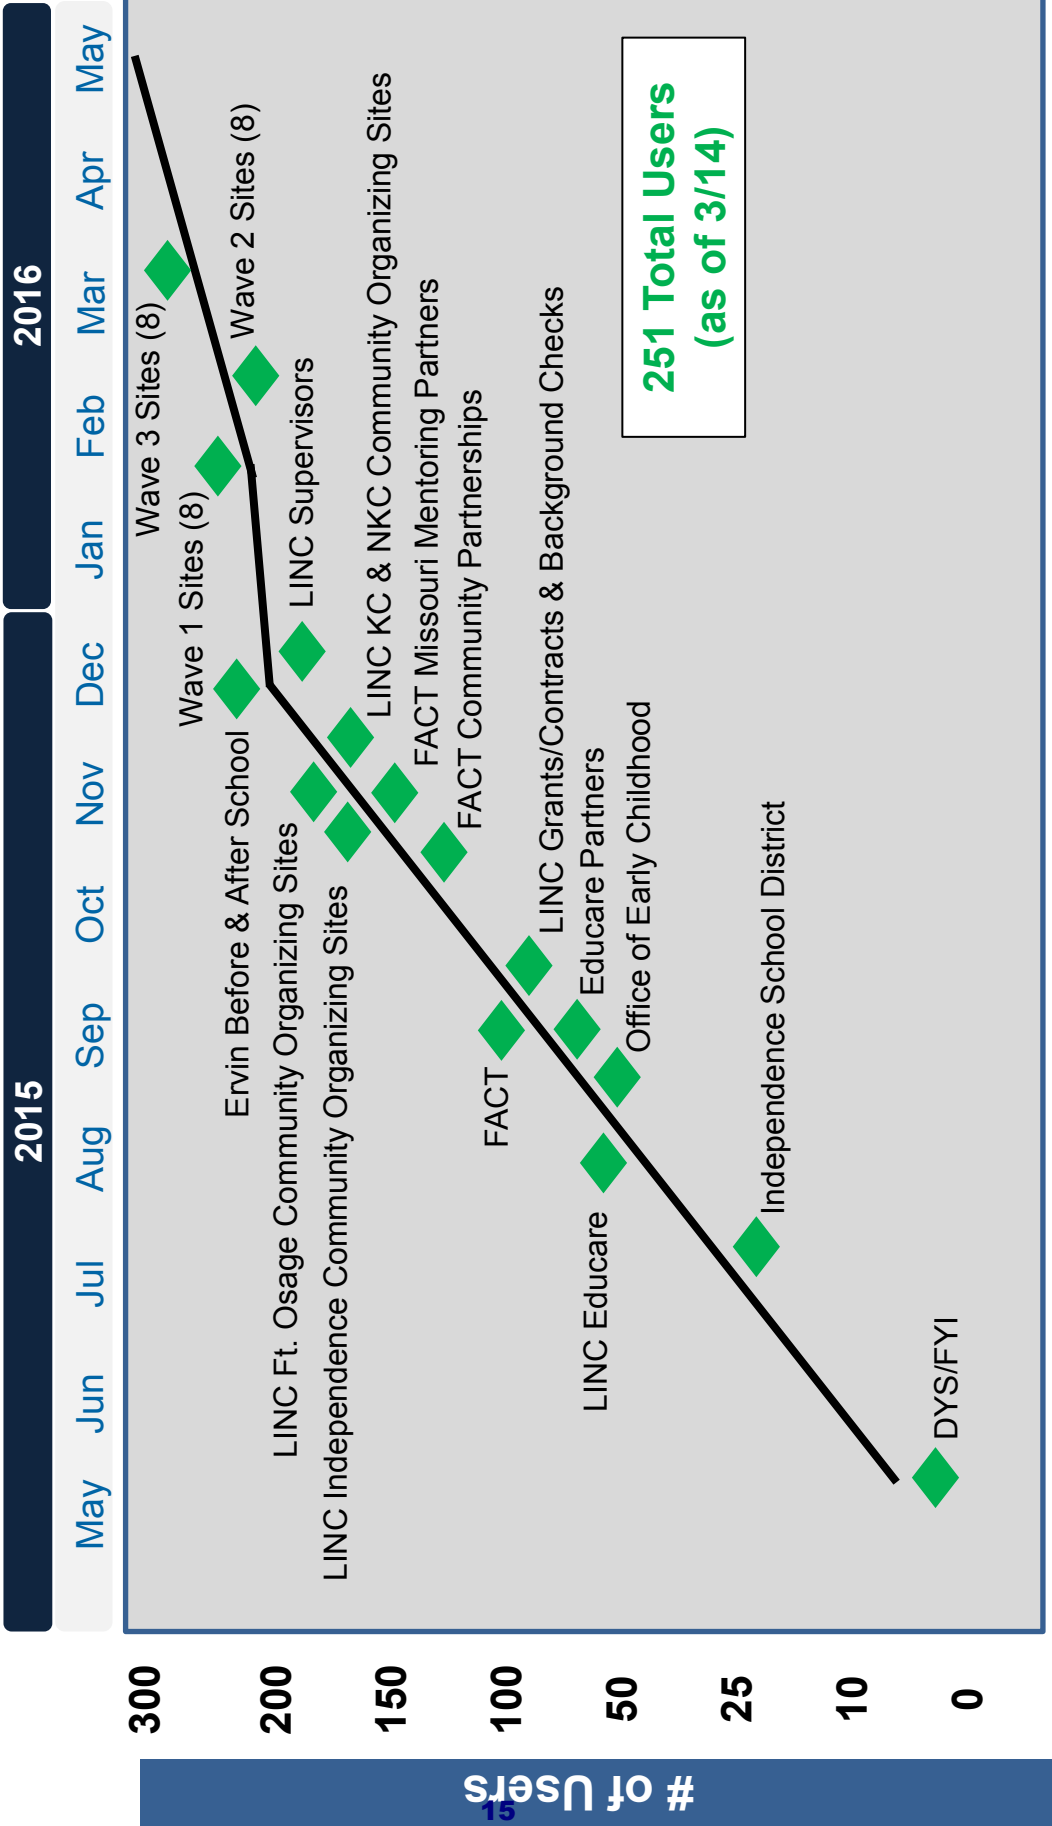 2015
2016
May
Jun
Jul
Aug
Sep
Oct
Nov
Dec
Jan
Feb
Mar
Apr
May
# of Users
300
200
150
100
50
25
10
0
Wave 3 Sites (8)
Wave 1 Sites (8)
Wave 2 Sites (8)
Ervin Before & After School
LINC Supervisors
LINC Ft. Osage Community Organizing Sites
LINC Independence Community Organizing Sites
LINC KC & NKC Community Organizing Sites
FACT Missouri Mentoring Partners
FACT Community Partnerships
FACT
LINC Grants/Contracts & Background Checks
Educare Partners
LINC Educare
Office of Early Childhood
Independence School District
DYS/FYI
251 Total Users
(as of 3/14)
15